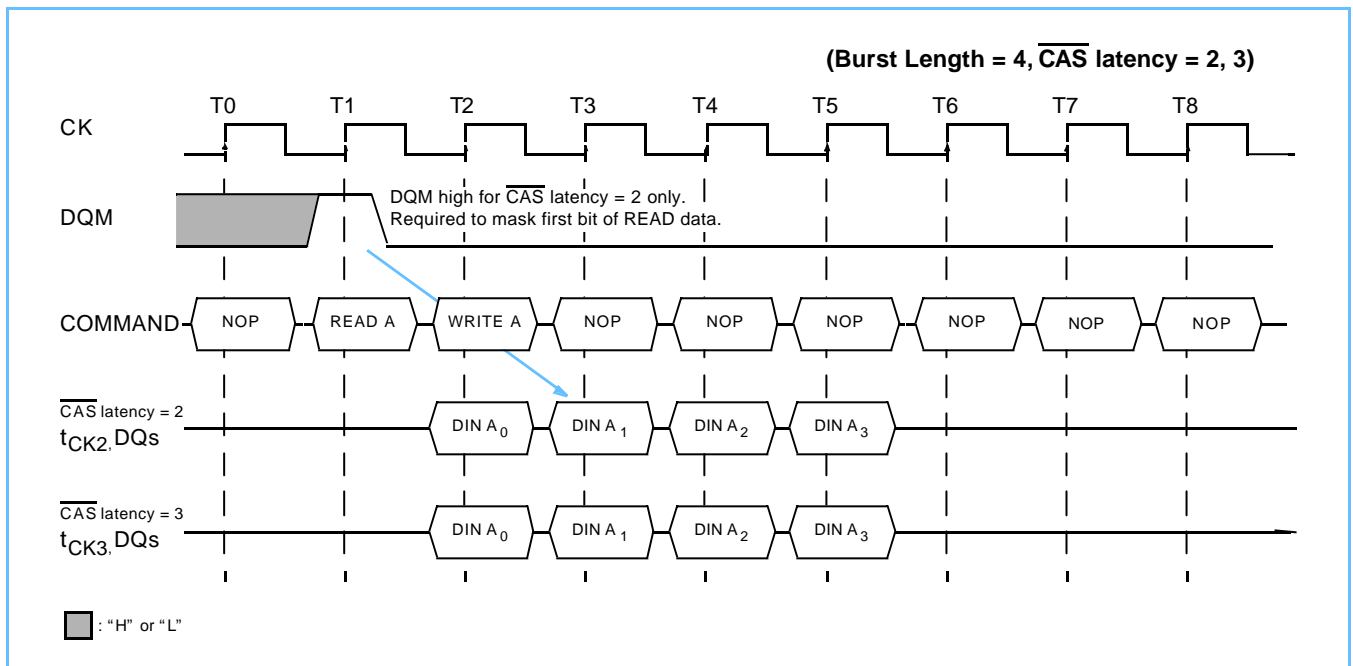 (Burst Length = 4, CAS latency = 2, 3)
T0 T1 T2 T3 T4 T5 T6 T7 T8
CK
DQM
DQM high for CAS latency = 2 only.
Required to mask first bit of READ data.
COMMAND NOP READ A WRITE A NOP NOP NOP NOP NOP NOP
CAS latency = 2
tCK2, DQs DIN A0 DIN A1 DIN A2 DIN A3
CAS latency = 3
tCK3, DQs DIN A0 DIN A1 DIN A2 DIN A3
: “H” or “L”